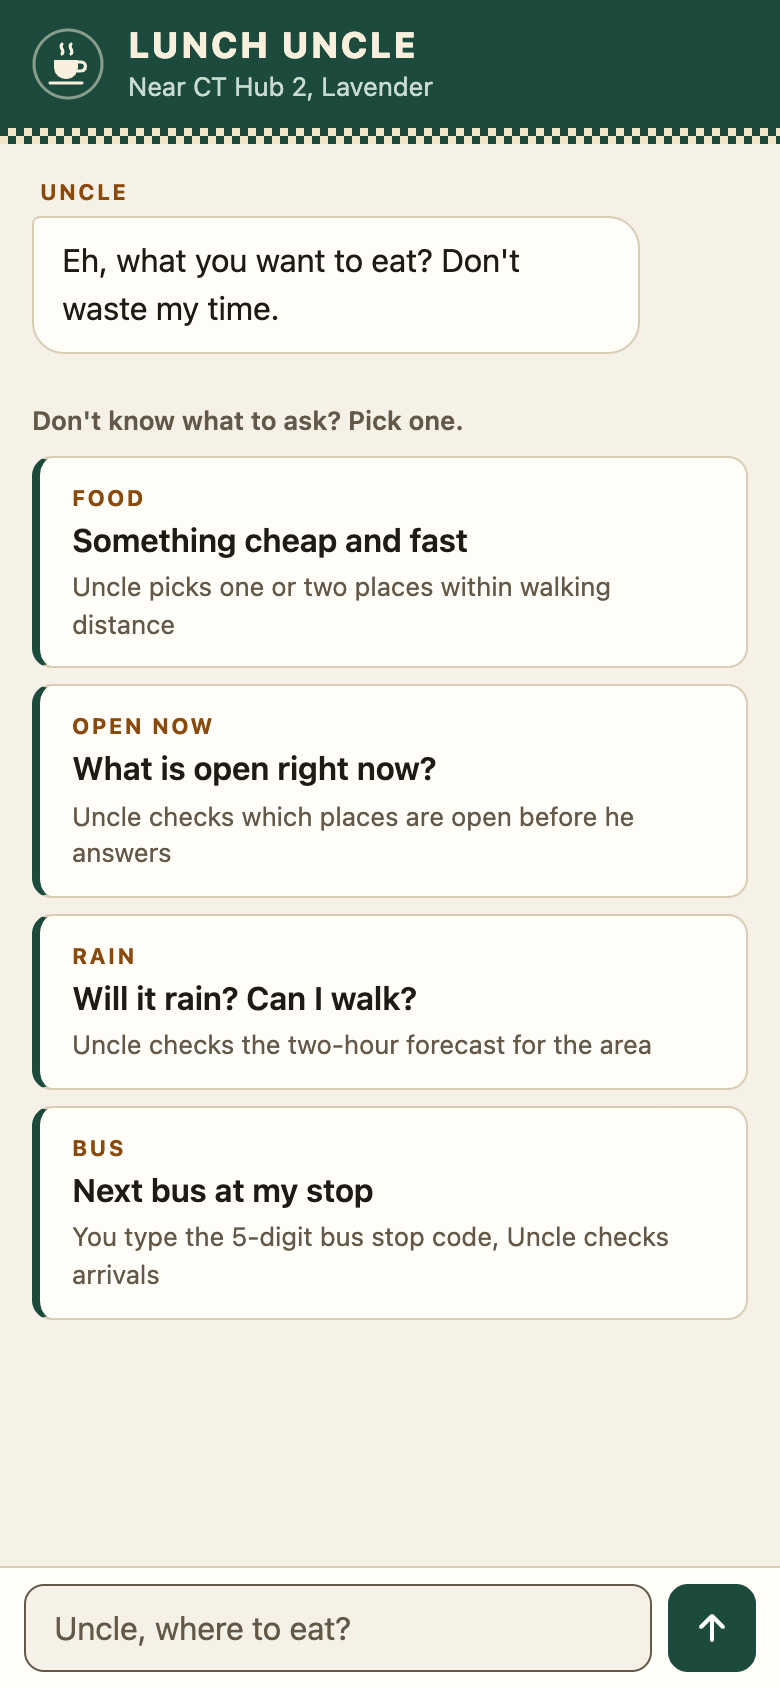 LUNCH UNCLE
Near CT Hub 2, Lavender
UNCLE
Eh, what you want to eat? Don't
waste my time.
Don't know what to ask? Pick one.
FOOD
Something cheap and fast
Uncle picks one or two places within walking
distance
OPEN NOW
What is open right now?
Uncle checks which places are open before he
answers
RAIN
Will it rain? Can I walk?
Uncle checks the two-hour forecast for the area
BUS
Next bus at my stop
You type the 5-digit bus stop code, Uncle checks
arrivals
Uncle, where to eat?